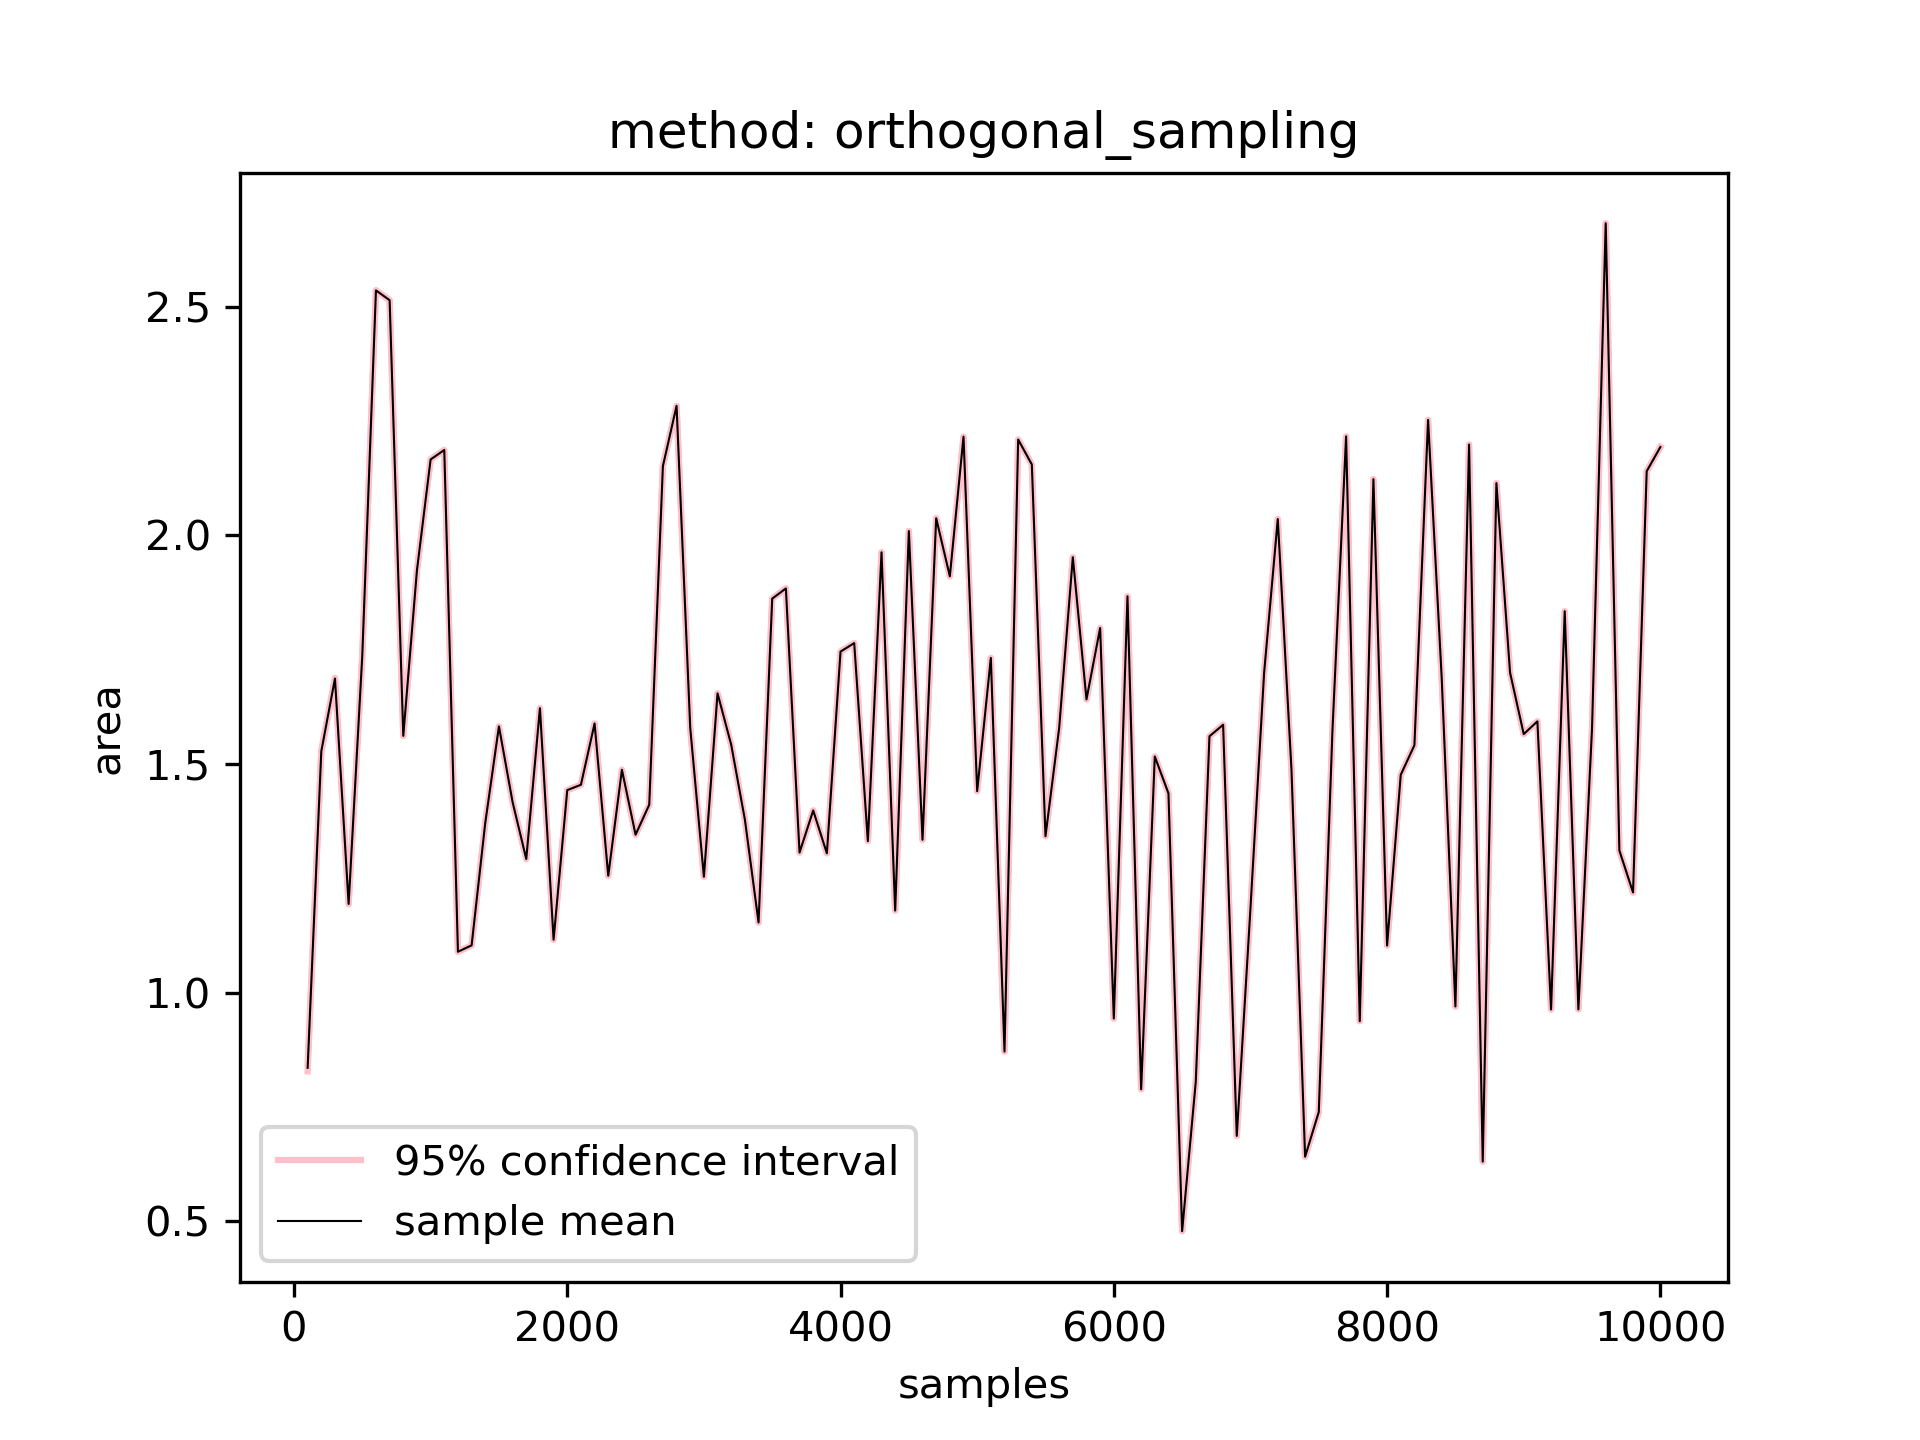 method: orthogonal_sampling
2.5
2.0
1.5
1.0
0.5
area
95% confidence interval
sample mean
0 2000 4000 6000 8000 10000
samples